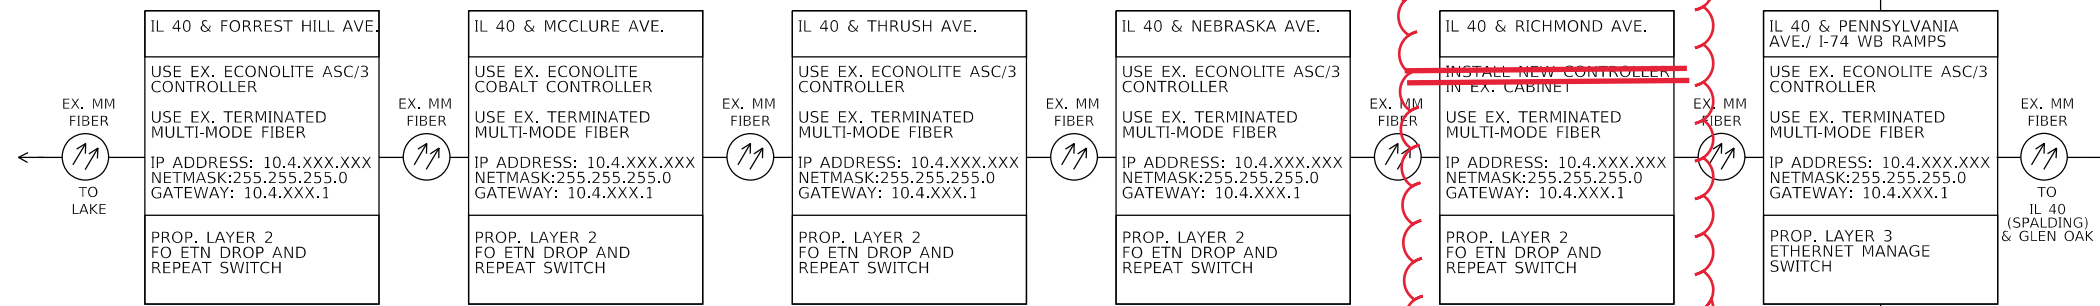 IL 40 & FORREST HILL AVE.
USE EX. ECONOLITE ASC/3
CONTROLLER
USE EX. TERMINATED
MULTI-MODE FIBER
IP ADDRESS: 10.4.XXX.XXX
NETMASK:255.255.255.0
GATEWAY: 10.4.XXX.1
PROP. LAYER 2
FO ETN DROP AND
REPEAT SWITCH
EX. MM
FIBER
TO
LAKE
IL 40 & MCCLURE AVE.
USE EX. ECONOLITE
COBALT CONTROLLER
USE EX. TERMINATED
MULTI-MODE FIBER
IP ADDRESS: 10.4.XXX.XXX
NETMASK:255.255.255.0
GATEWAY: 10.4.XXX.1
PROP. LAYER 2
FO ETN DROP AND
REPEAT SWITCH
EX. MM
FIBER
IL 40 & THRUSH AVE.
USE EX. ECONOLITE ASC/3
CONTROLLER
USE EX. TERMINATED
MULTI-MODE FIBER
IP ADDRESS: 10.4.XXX.XXX
NETMASK:255.255.255.0
GATEWAY: 10.4.XXX.1
PROP. LAYER 2
FO ETN DROP AND
REPEAT SWITCH
EX. MM
FIBER
IL 40 & NEBRASKA AVE.
USE EX. ECONOLITE ASC/3
CONTROLLER
USE EX. TERMINATED
MULTI-MODE FIBER
IP ADDRESS: 10.4.XXX.XXX
NETMASK:255.255.255.0
GATEWAY: 10.4.XXX.1
PROP. LAYER 2
FO ETN DROP AND
REPEAT SWITCH
EX. MM
FIBER
IL 40 & RICHMOND AVE.
INSTALL NEW CONTROLLER
IN EX. CABINET
USE EX. TERMINATED
MULTI-MODE FIBER
IP ADDRESS: 10.4.XXX.XXX
NETMASK:255.255.255.0
GATEWAY: 10.4.XXX.1
PROP. LAYER 2
FO ETN DROP AND
REPEAT SWITCH
EX. MM
FIBER
IL 40 & PENNSYLVANIA
AVE./ I-74 WB RAMPS
USE EX. ECONOLITE ASC/3
CONTROLLER
USE EX. TERMINATED
MULTI-MODE FIBER
IP ADDRESS: 10.4.XXX.XXX
NETMASK:255.255.255.0
GATEWAY: 10.4.XXX.1
PROP. LAYER 3
ETHERNET MANAGE
SWITCH
EX. MM
FIBER
EX. MM
FIBER
TO
IL 40
(SPALDING)
& GLEN OAK